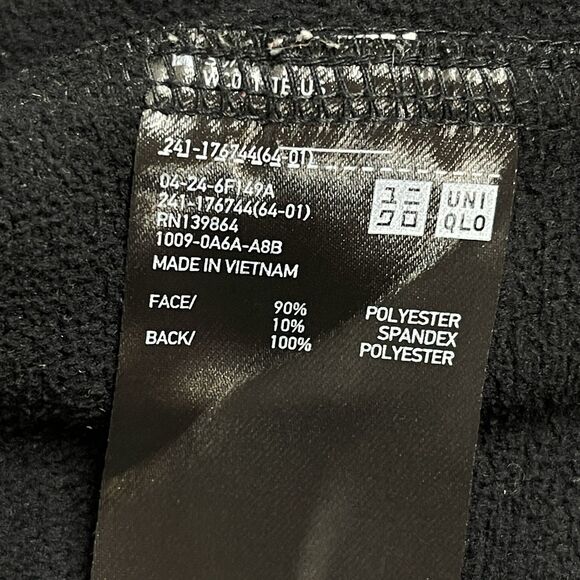 241-176744(64-01)
04-24-6F149A
241-176744(64-01)
RN139864
1009-0A6A-A8B
MADE IN VIETNAM
ユニ
クロ
UNI
QLO
FACE/ 90% POLYESTER
10% SPANDEX
BACK/ 100% POLYESTER